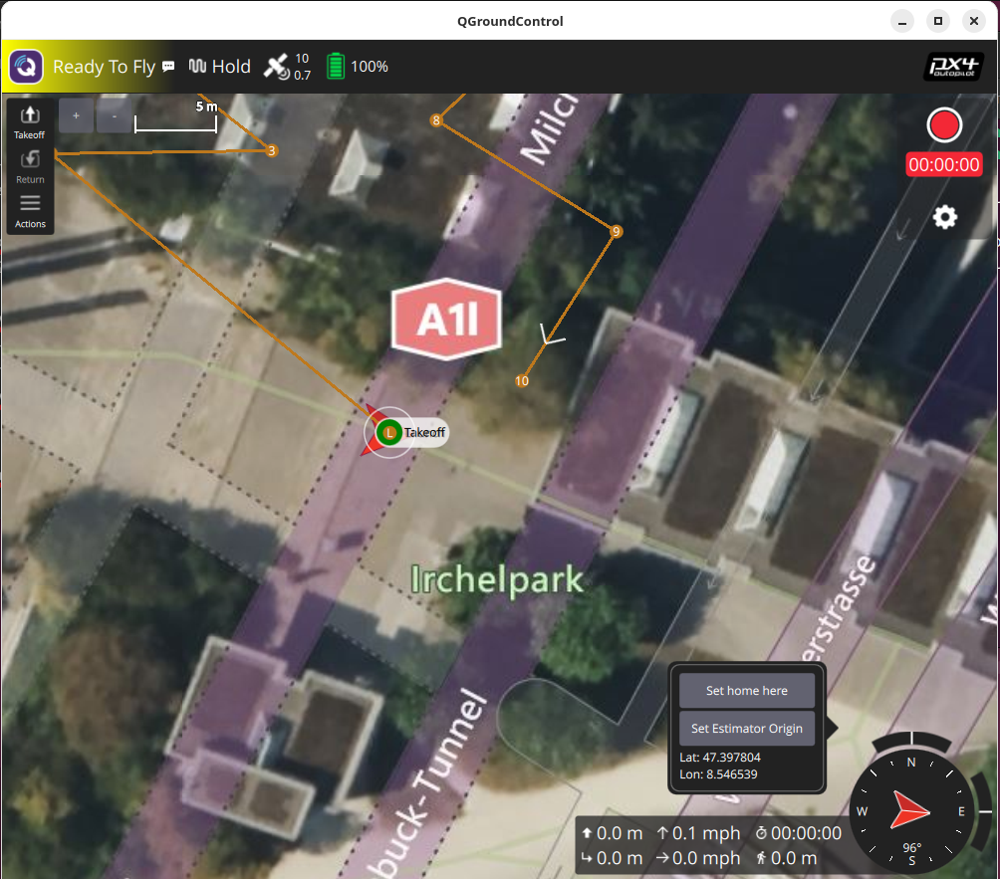 QGroundControl
Ready To Fly
Hold
10
0.7
100%
PX4
autopilot
Takeoff
Return
Actions
+
-
5 m
3
8
9
10
00:00:00
A1l
L
Takeoff
Irchelpark
erstrasse
buck-Tunnel
Set home here
Set Estimator Origin
Lat: 47.397804
Lon: 8.546539
N
W
E
96°
S
0.0 m
0.1 mph
00:00:00
0.0 m
0.0 mph
0.0 m